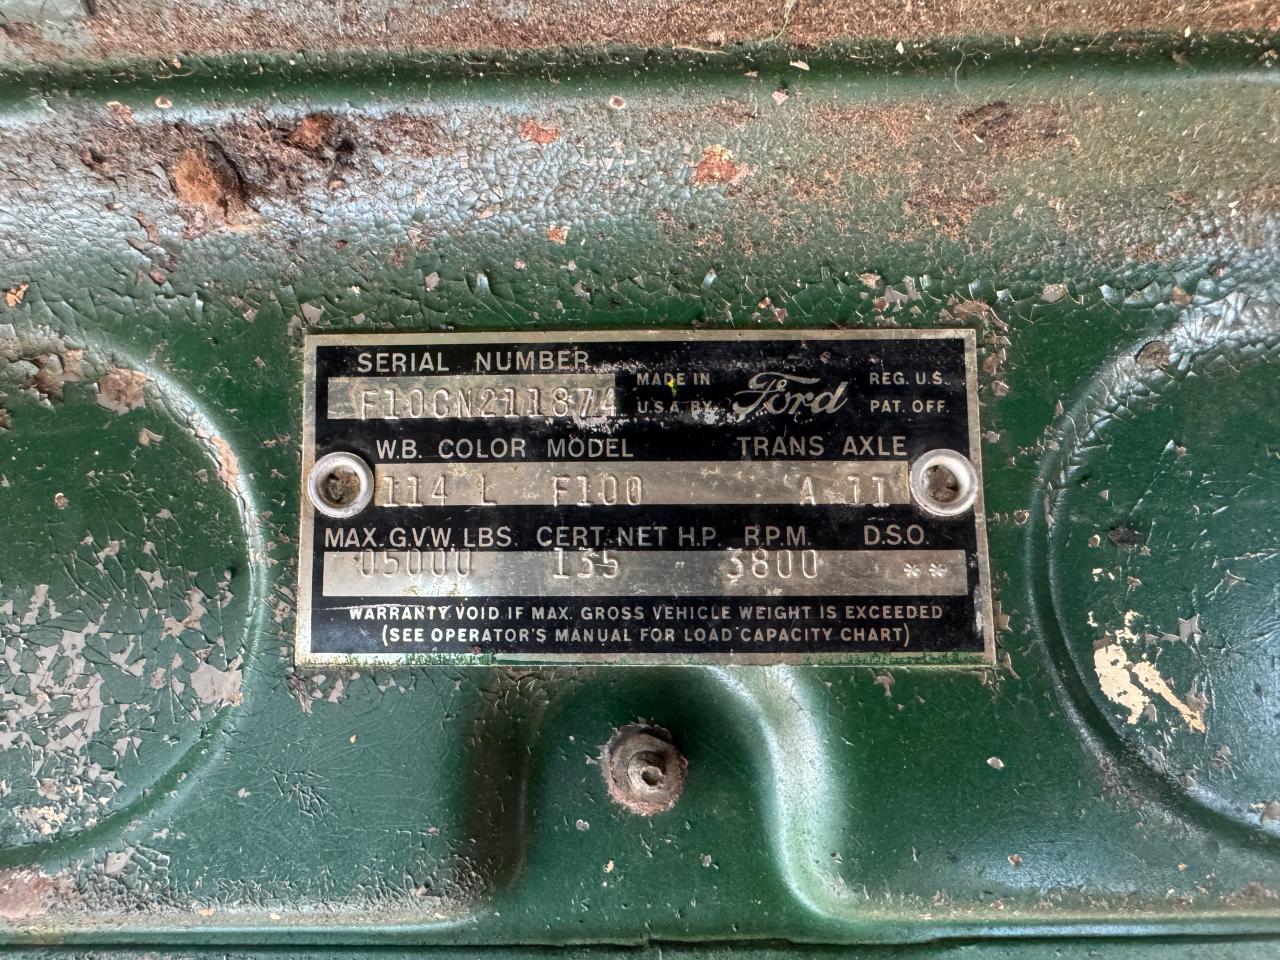 SERIAL NUMBER
F10CN211874
MADE IN
U.S.A. BY
Ford
REG. U.S.
PAT. OFF.
W.B. COLOR MODEL TRANS AXLE
114 L F100 A 11
MAX. G.V.W. LBS. CERT. NET H.P. R.P.M. D.S.O.
05000 135 3800 **
WARRANTY VOID IF MAX. GROSS VEHICLE WEIGHT IS EXCEEDED
(SEE OPERATOR'S MANUAL FOR LOAD CAPACITY CHART)